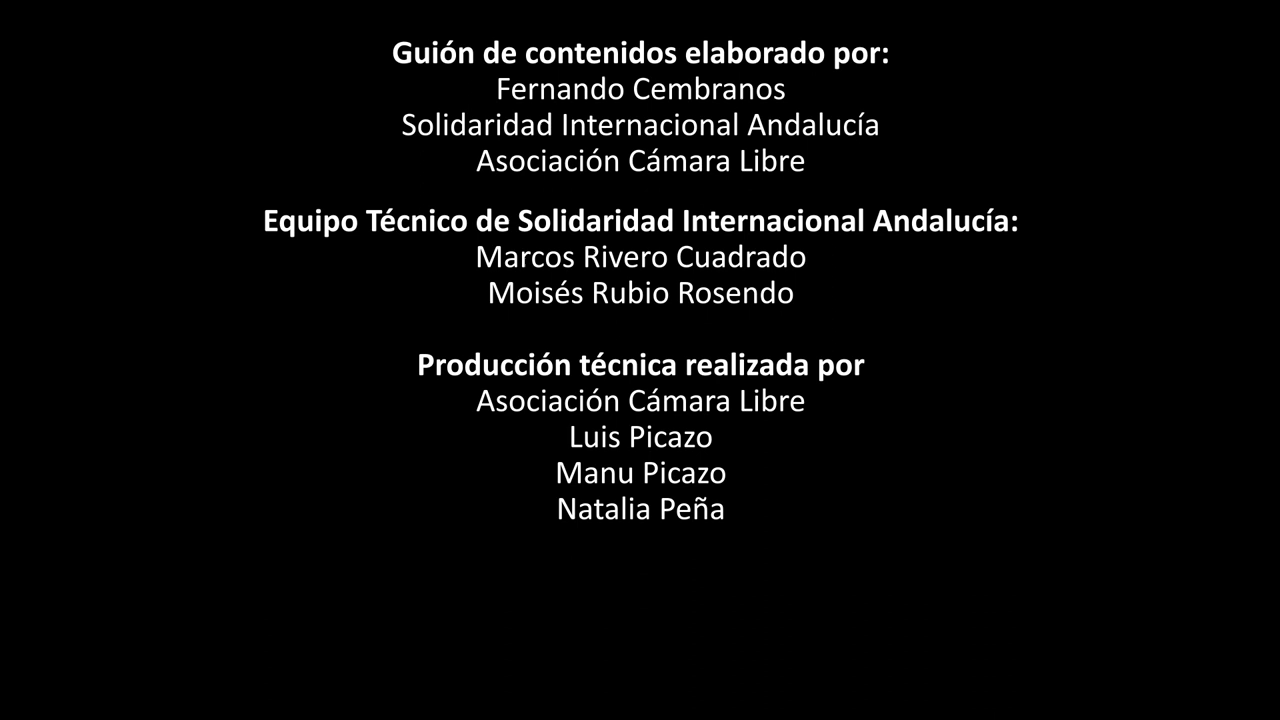 Guión de contenidos elaborado por:
Fernando Cembranos
Solidaridad Internacional Andalucía
Asociación Cámara Libre
Equipo Técnico de Solidaridad Internacional Andalucía:
Marcos Rivero Cuadrado
Moisés Rubio Rosendo
Producción técnica realizada por
Asociación Cámara Libre
Luis Picazo
Manu Picazo
Natalia Peña